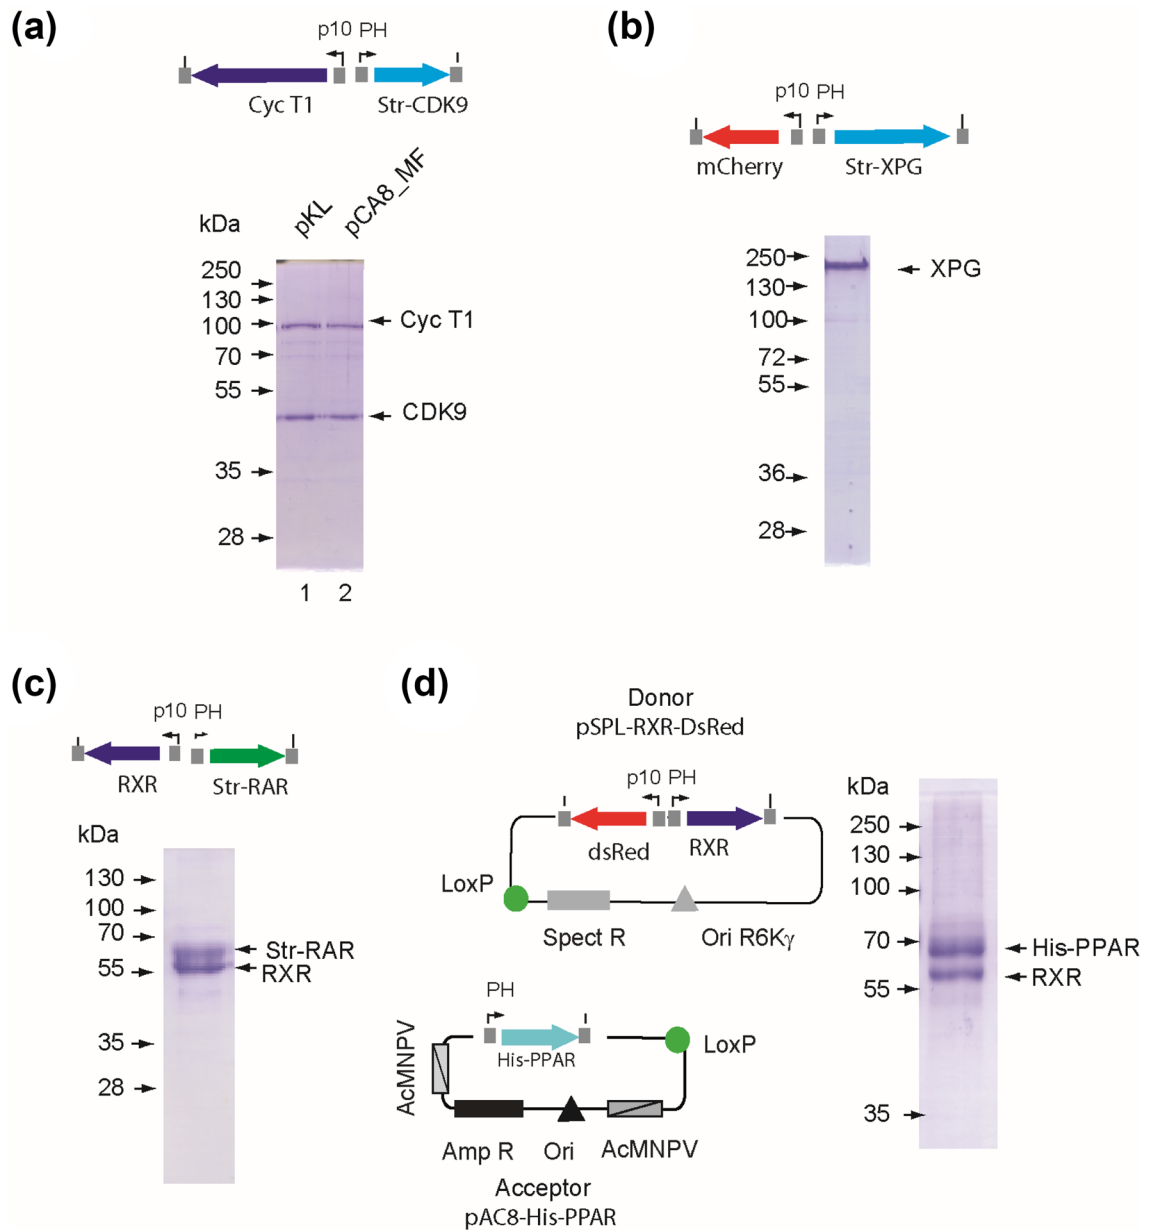 (a)
p10 PH
Cyc T1
Str-CDK9
kDa
pKL
pCA8_MF
250
130
100
70
55
35
28
Cyc T1
CDK9
1 2
(b)
p10 PH
mCherry
Str-XPG
250
130
100
72
55
36
28
XPG
(c)
p10 PH
RXR
Str-RAR
kDa
130
100
70
55
35
28
Str-RAR
RXR
(d)
Donor
pSPL-RXR-DsRed
p10 PH
dsRed
RXR
LoxP
Spect R
Ori R6Kγ
PH
His-PPAR
LoxP
AcMNPV
Amp R
Ori
AcMNPV
Acceptor
pAC8-His-PPAR
kDa
250
130
100
70
55
35
His-PPAR
RXR